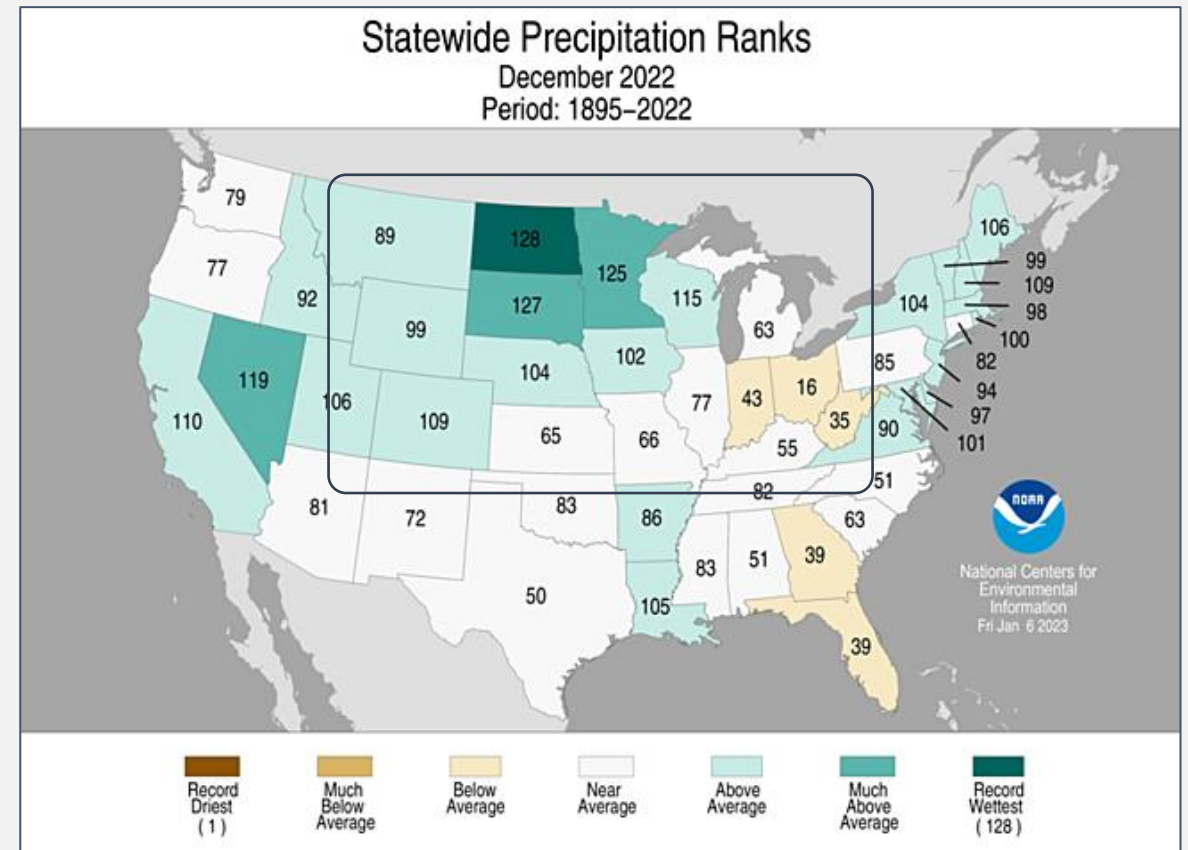 Statewide Precipitation Ranks
December 2022
Period: 1895–2022
79
77
89
128
125
106
99
109
98
100
82
94
97
101
92
99
127
115
104
119
104
102
63
85
110
106
109
65
66
77
43
16
35
90
55
51
81
72
83
86
82
63
50
83
51
39
105
39
NOAA
National Centers for
Environmental
Information
Fri Jan 6 2023
Record
Driest
(1)
Much
Below
Average
Below
Average
Near
Average
Above
Average
Much
Above
Average
Record
Wettest
(128)